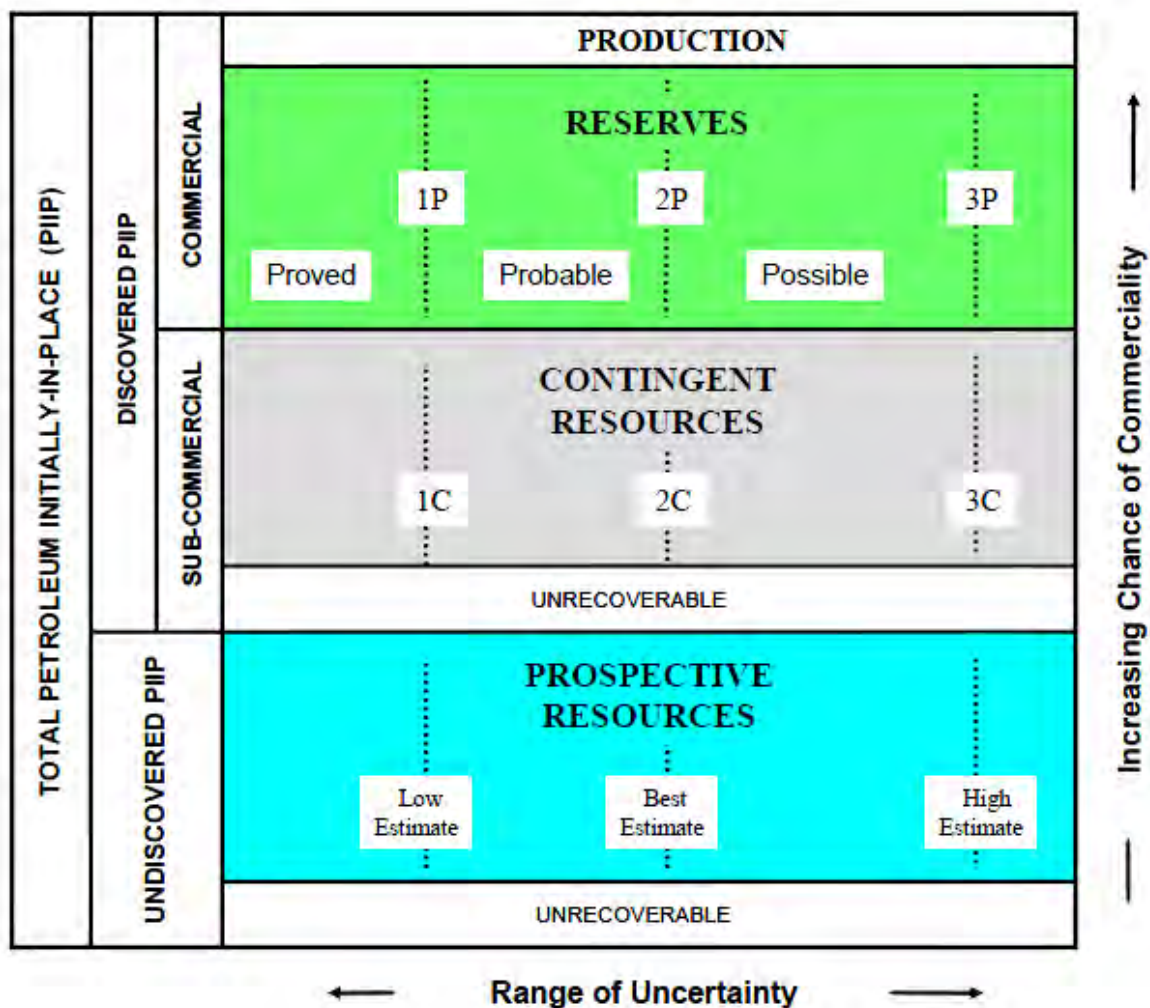 PRODUCTION
RESERVES
1P
2P
3P
Proved
Probable
Possible
CONTINGENT
RESOURCES
1C
2C
3C
UNRECOVERABLE
PROSPECTIVE
RESOURCES
Low
Estimate
Best
Estimate
High
Estimate
UNRECOVERABLE
TOTAL PETROLEUM INITIALLY-IN-PLACE (PIIP)
DISCOVERED PIIP
UNDISCOVERED PIIP
COMMERCIAL
SUB-COMMERCIAL
Increasing Chance of Commerciality
Range of Uncertainty